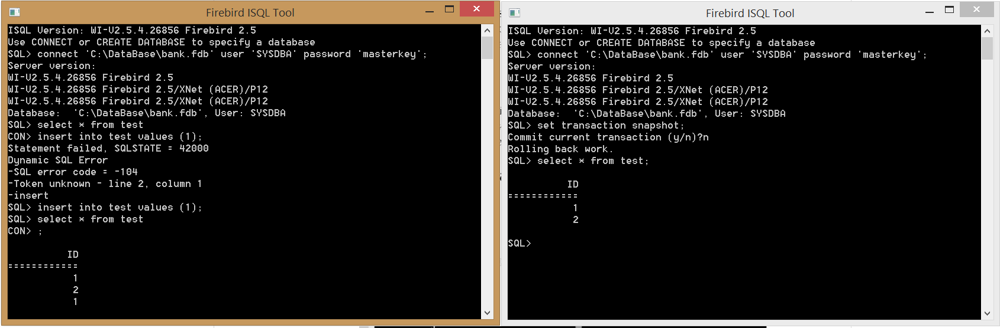 Firebird ISQL Tool
ISQL Version: WI-V2.5.4.26856 Firebird 2.5
Use CONNECT or CREATE DATABASE to specify a database
SQL> connect 'C:\DataBase\bank.fdb' user 'SYSDBA' password 'masterkey';
Server version:
WI-V2.5.4.26856 Firebird 2.5
WI-V2.5.4.26856 Firebird 2.5/XNet (ACER)/P12
WI-V2.5.4.26856 Firebird 2.5/XNet (ACER)/P12
Database:  'C:\DataBase\bank.fdb', User: SYSDBA
SQL> select * from test
CON> insert into test values (1);
Statement failed, SQLSTATE = 42000
Dynamic SQL Error
-SQL error code = -104
-Token unknown - line 2, column 1
-insert
SQL> insert into test values (1);
SQL> select * from test
CON> ;
ID
============
1
2
1
Firebird ISQL Tool
ISQL Version: WI-V2.5.4.26856 Firebird 2.5
Use CONNECT or CREATE DATABASE to specify a database
SQL> connect 'C:\DataBase\bank.fdb' user 'SYSDBA' password 'masterkey';
Server version:
WI-V2.5.4.26856 Firebird 2.5
WI-V2.5.4.26856 Firebird 2.5/XNet (ACER)/P12
WI-V2.5.4.26856 Firebird 2.5/XNet (ACER)/P12
Database:  'C:\DataBase\bank.fdb', User: SYSDBA
SQL> set transaction snapshot;
Commit current transaction (y/n)?n
Rolling back work.
SQL> select * from test;
ID
============
1
2
SQL>